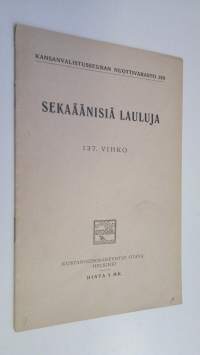 KANSANVALISTUSSEURAN NUOTTIVARASTO
SEKAÄÄNISIÄ LAULUJA
137. VIHKO
KUSTANNUSOSAKEYHTIÖ OTAVA
HELSINKI
HINTA